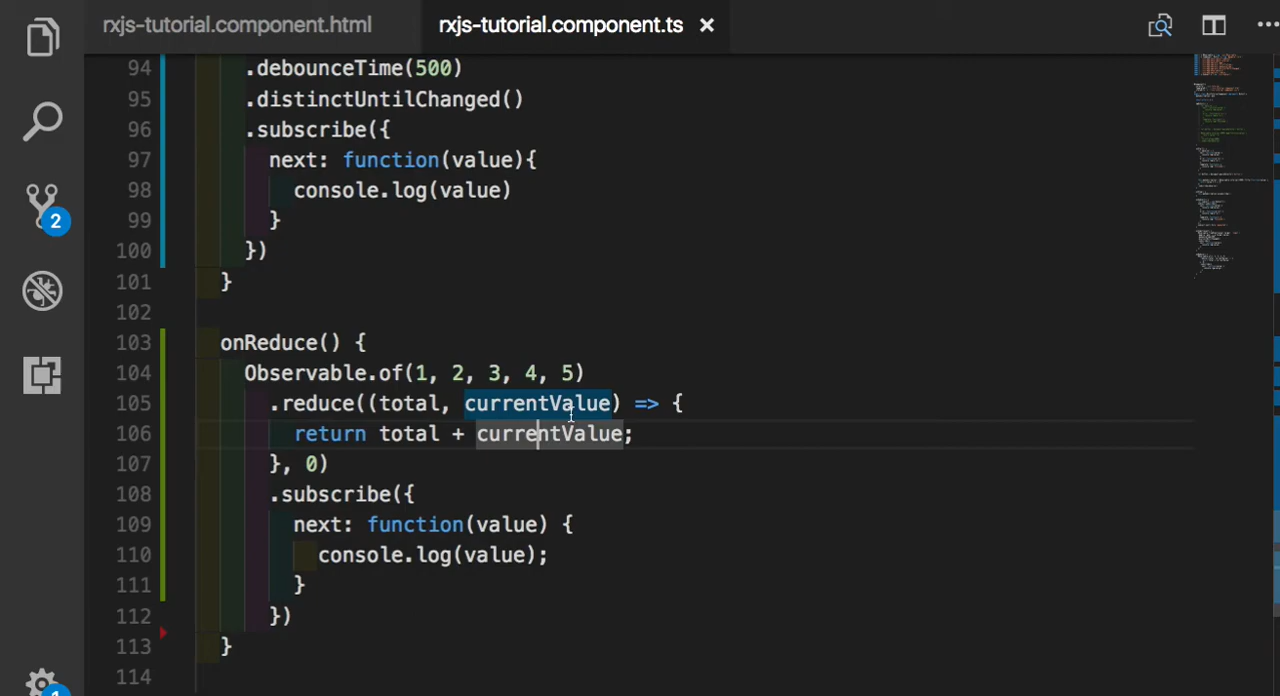 rxjs-tutorial.component.html
rxjs-tutorial.component.ts ×
94 .debounceTime(500)
95 .distinctUntilChanged()
96 .subscribe({
97 next: function(value){
98 console.log(value)
99 }
100 })
101 }
102
103 onReduce() {
104 Observable.of(1, 2, 3, 4, 5)
105 .reduce((total, currentValue) => {
106 return total + currentValue;
107 }, 0)
108 .subscribe({
109 next: function(value) {
110 console.log(value);
111 }
112 })
113 }
114
2
1